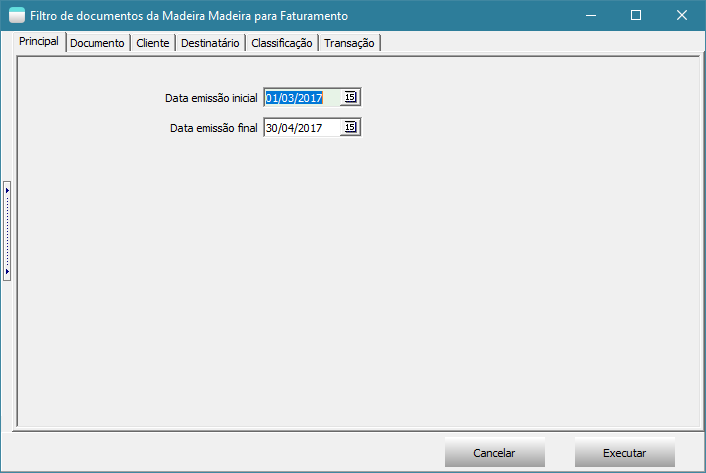 Filtro de documentos da Madeira Madeira para Faturamento
Principal Documento Cliente Destinatário Classificação Transação
Data emissão inicial 01/03/2017 15
Data emissão final 30/04/2017 15
Cancelar Executar